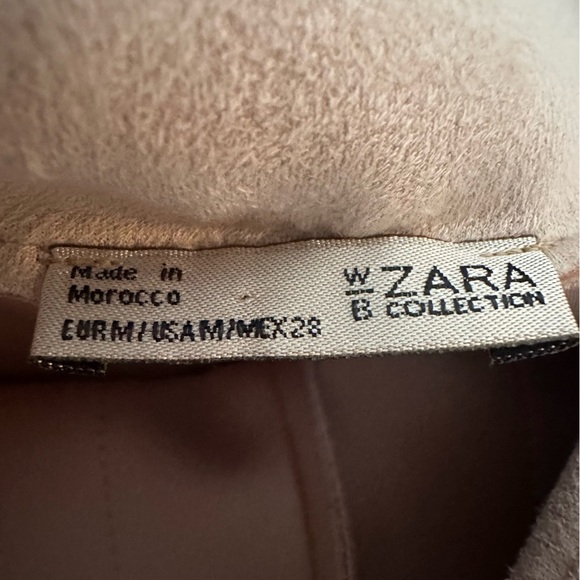 Made in
Morocco
EUR M / USA M / MEX 28
W
B
ZARA
COLLECTION